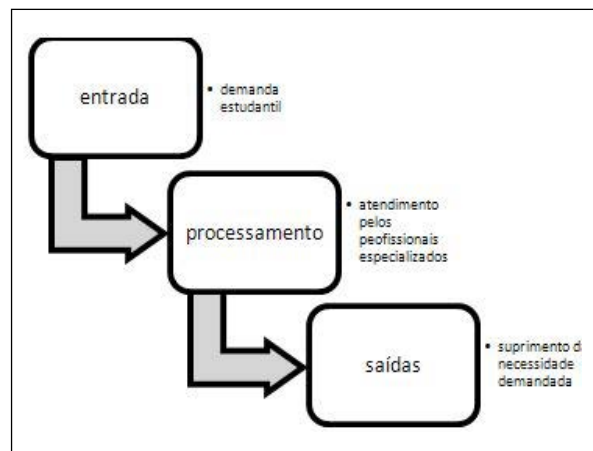 entrada
• demanda
estudantil
processamento
• atendimento
pelos
peofissionais
especializados
saídas
• suprimento d
necessidade
demandada